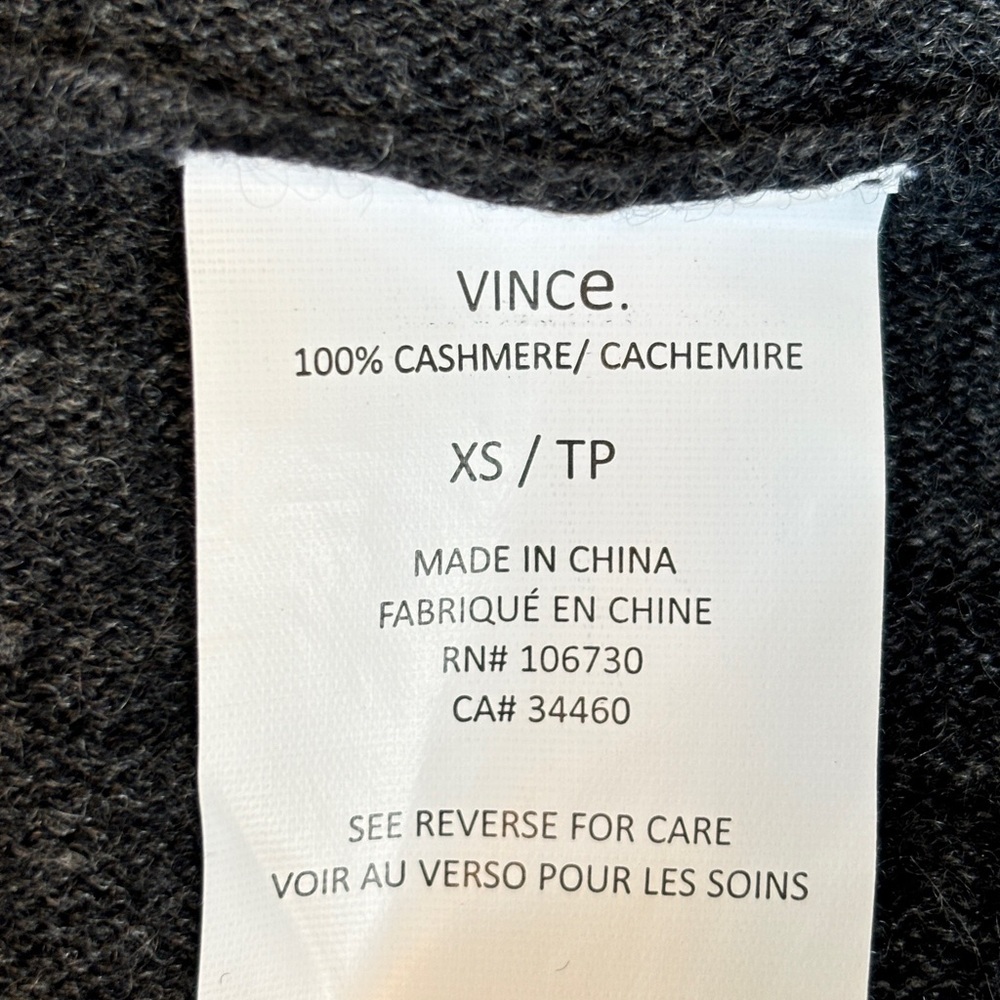 VINCe.
100% CASHMERE/ CACHEMIRE
XS / TP
MADE IN CHINA
FABRIQUÉ EN CHINE
RN# 106730
CA# 34460
SEE REVERSE FOR CARE
VOIR AU VERSO POUR LES SOINS